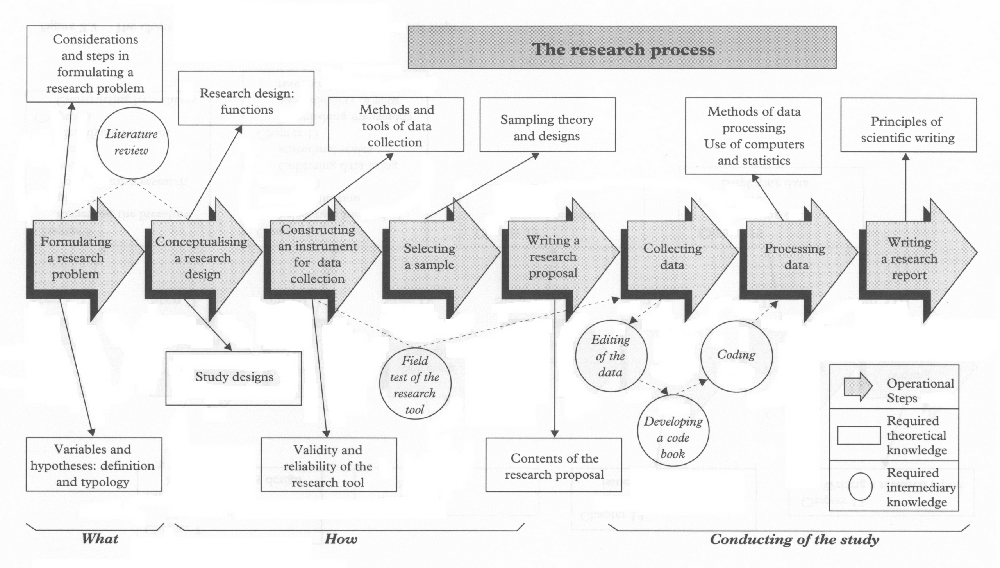 The research process
Considerations
and steps in
formulating a
research problem
Literature
review
Research design:
functions
Methods and
tools of data
collection
Sampling theory
and designs
Methods of data
processing;
Use of computers
and statistics
Principles of
scientific writing
Formulating
a research
problem
Conceptualising
a research
design
Constructing
an instrument
for data
collection
Selecting
a sample
Writing a
research
proposal
Collecting
data
Processing
data
Writing
a research
report
Study designs
Field
test of the
research
tool
Editing
of the
data
Coding
Developing
a code
book
Variables and
hypotheses: definition
and typology
Validity and
reliability of the
research tool
Contents of the
research proposal
Operational
Steps
Required
theoretical
knowledge
Required
intermediary
knowledge
What
How
Conducting of the study